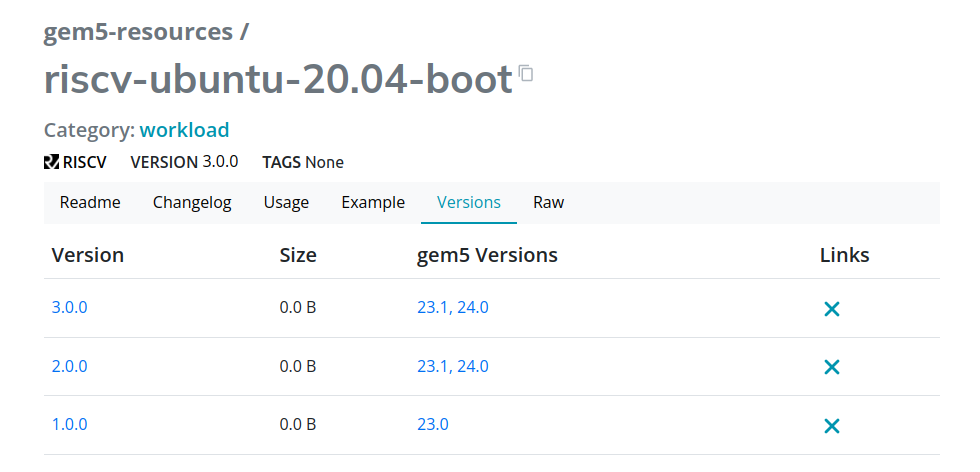 gem5-resources /
riscv-ubuntu-20.04-boot
Category: workload
RISCV VERSION 3.0.0 TAGS None
Readme Changelog Usage Example Versions Raw
Version Size gem5 Versions Links
3.0.0 0.0 B 23.1, 24.0
2.0.0 0.0 B 23.1, 24.0
1.0.0 0.0 B 23.0